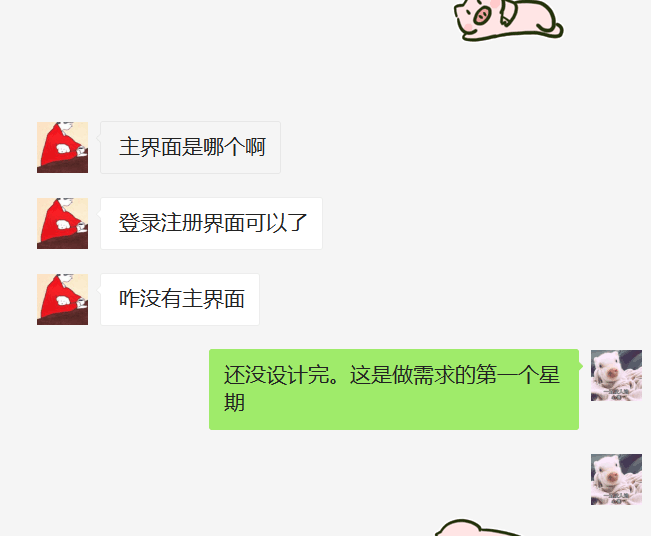 主界面是哪个啊
登录注册界面可以了
咋没有主界面
还没设计完。这是做需求的第一个星
期